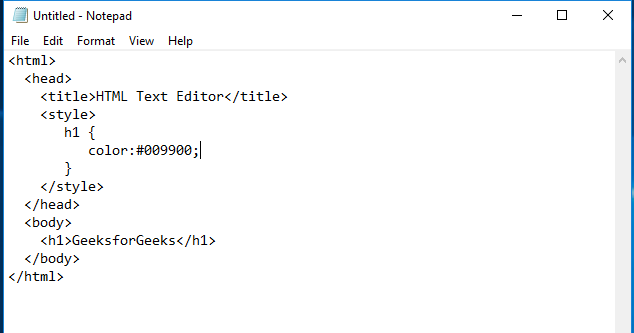 Untitled - Notepad
File Edit Format View Help
<html>
  <head>
    <title>HTML Text Editor</title>
    <style>
       h1 {
          color:#009900;
       }
    </style>
  </head>
  <body>
    <h1>GeeksforGeeks</h1>
  </body>
</html>